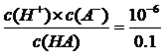 c(H⁺)×c(A⁻)/c(HA) = 10⁻⁶/0.1